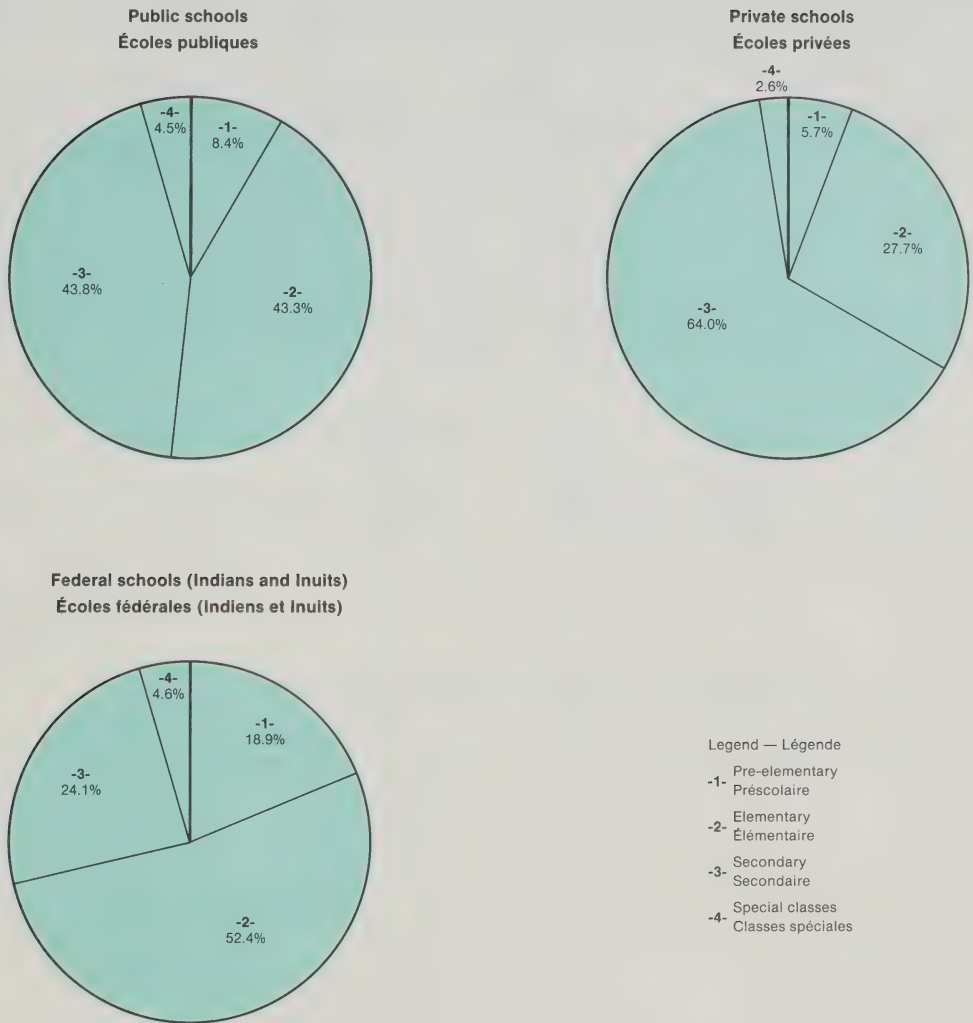 Public schools
Écoles publiques
-1-
8.4%
-2-
43.3%
-3-
43.8%
-4-
4.5%
Private schools
Écoles privées
-1-
5.7%
-2-
27.7%
-3-
64.0%
-4-
2.6%
Federal schools (Indians and Inuits)
Écoles fédérales (Indiens et Inuits)
-1-
18.9%
-2-
52.4%
-3-
24.1%
-4-
4.6%
Legend — Légende
-1- Pre-elementary
Préscolaire
-2- Elementary
Élémentaire
-3- Secondary
Secondaire
-4- Special classes
Classes spéciales